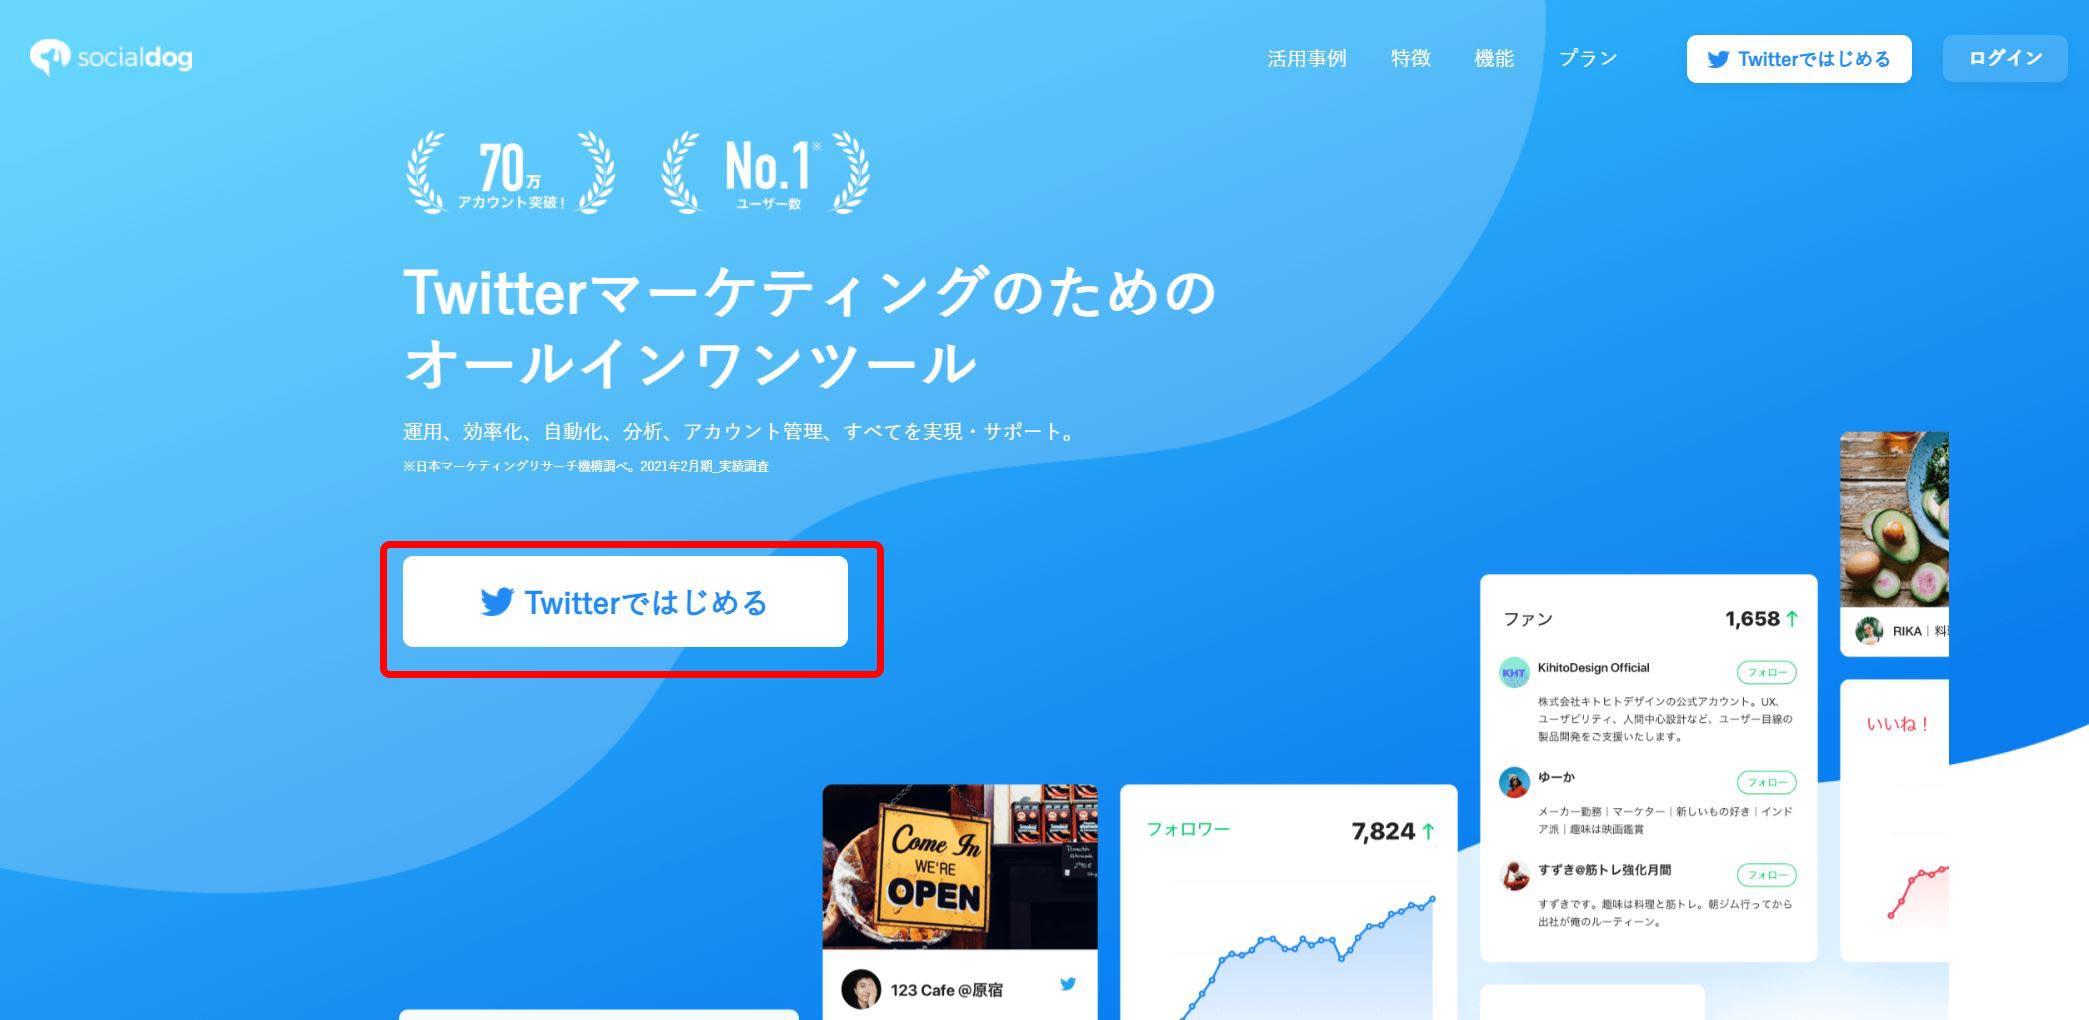 socialdog
活用事例
特徴
機能
プラン
Twitterではじめる
ログイン
70万
アカウント突破！
No.1※
ユーザー数
Twitterマーケティングのための
オールインワンツール
運用、効率化、自動化、分析、アカウント管理、すべてを実現・サポート。
※日本マーケティングリサーチ機構調べ。2021年2月期_実績調査
Twitterではじめる
Come In
WE'RE
OPEN
123 Cafe @原宿
フォロワー
7,824↑
ファン
1,658↑
KHT
KihitoDesign Official
フォロー
株式会社キトヒトデザインの公式アカウント。UX、
ユーザビリティ、人間中心設計など、ユーザー目線の
製品開発をご支援いたします。
ゆーか
フォロー
メーカー勤務｜マーケター｜新しいもの好き｜インド
ア派｜趣味は映画鑑賞
すずき@筋トレ強化月間
フォロー
すずきです。趣味は料理と筋トレ。朝ジム行ってから
出社が俺のルーティーン。
RIKA｜料
いいね！